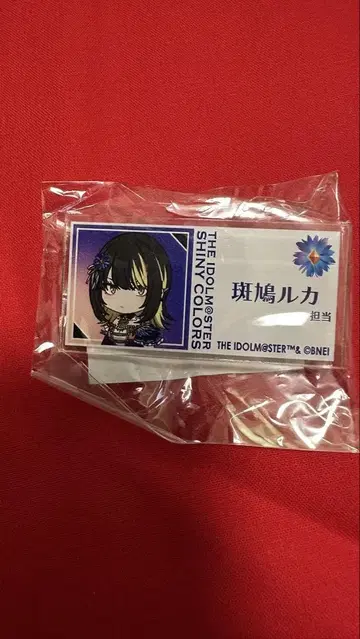 THE IDOLM@STER
SHINY COLORS
斑鳩ルカ
担当
THE IDOLM@STER™& ©BNEI